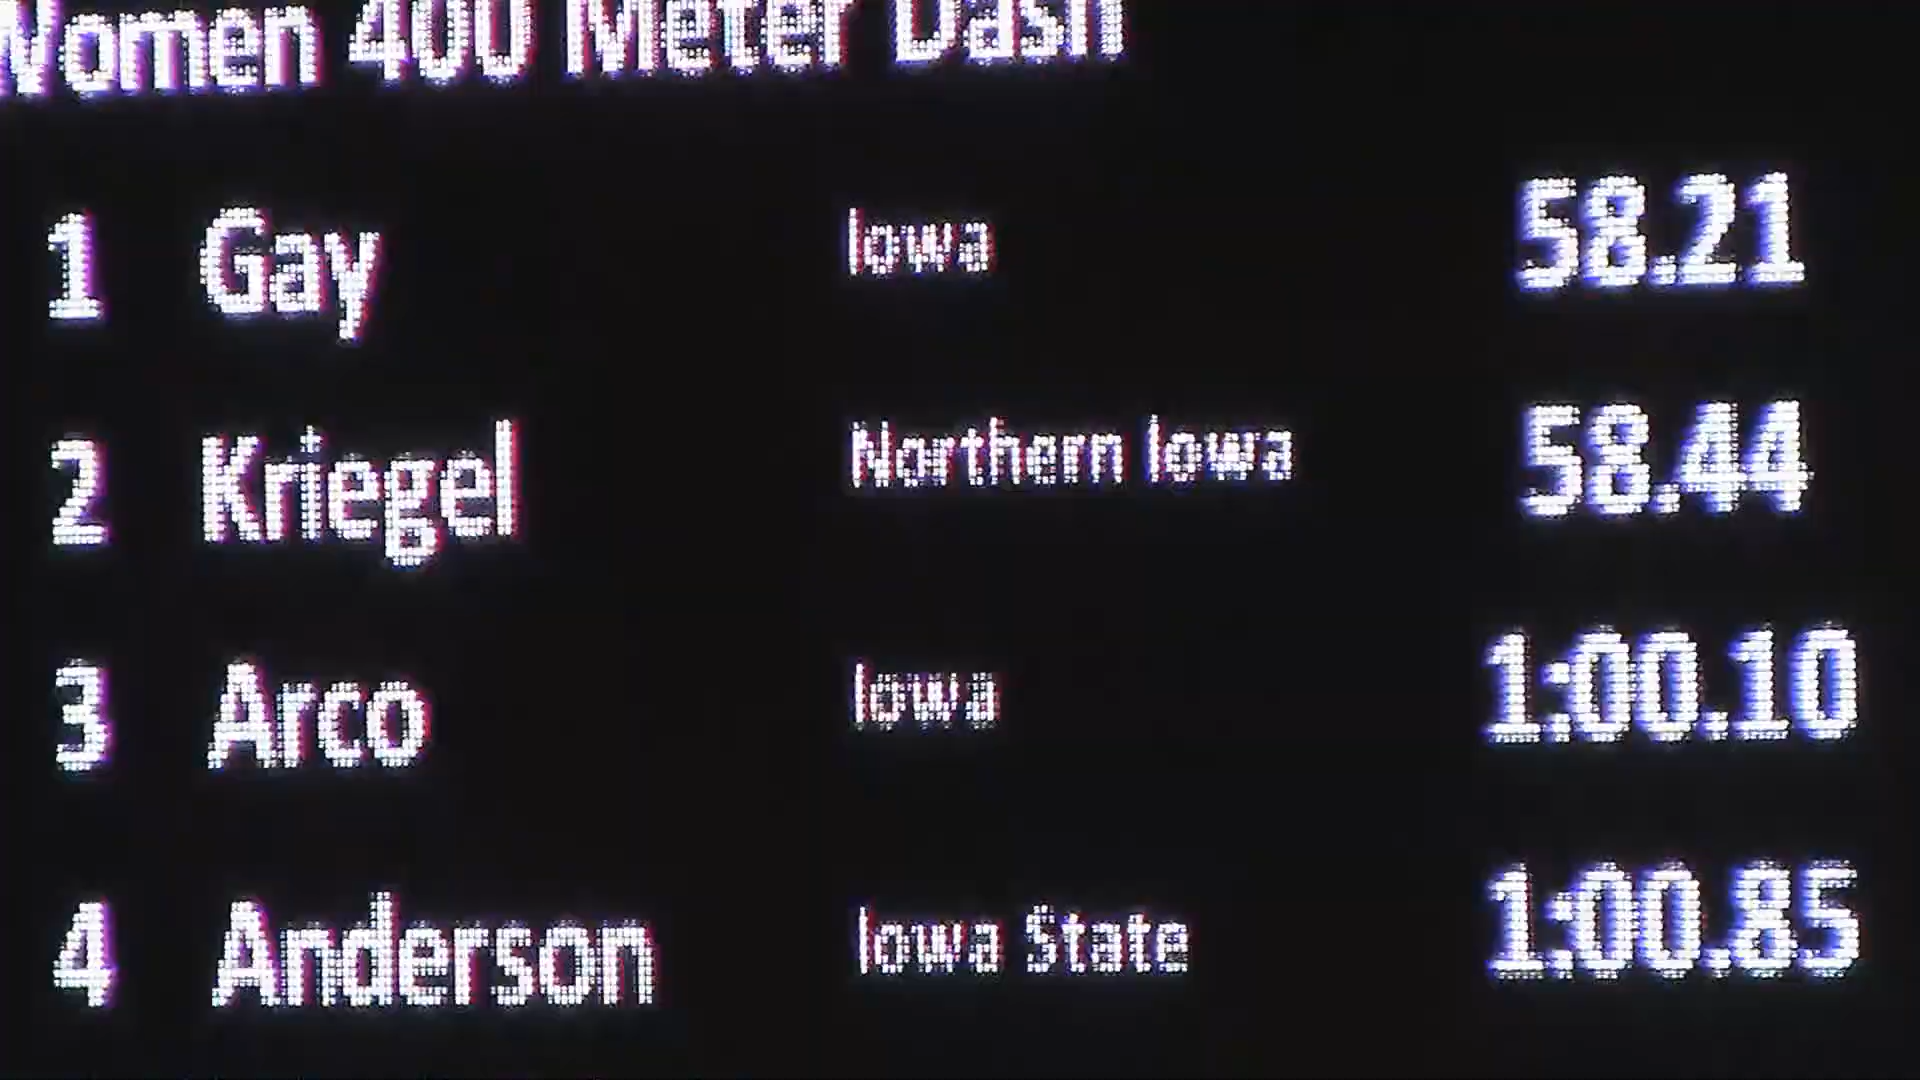 Women 400 Meter Dash
1 Gay Iowa 58.21
2 Kriegel Northern Iowa 58.44
3 Arco Iowa 1:00.10
4 Anderson Iowa State 1:00.85